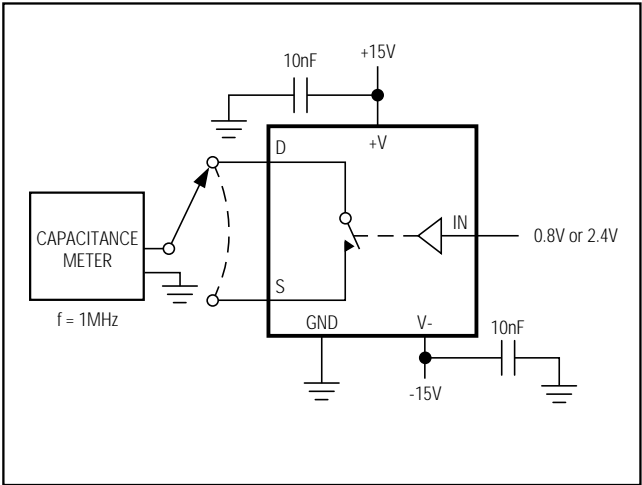 +15V
10nF
D
+V
CAPACITANCE
METER
IN
0.8V or 2.4V
S
f = 1MHz
GND
V-
10nF
-15V